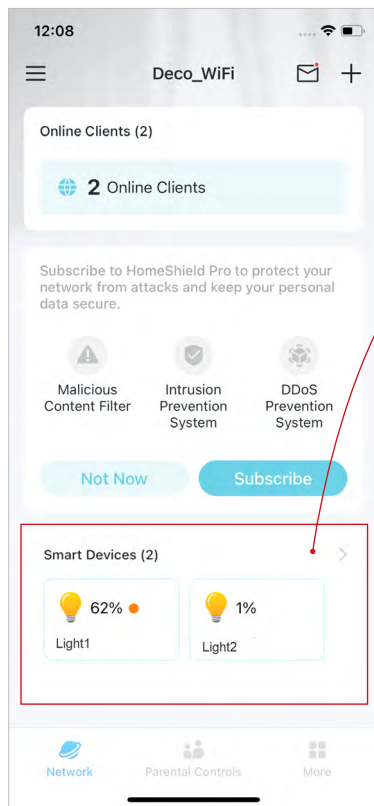 12:08
Deco_WiFi
Online Clients (2)
2 Online Clients
Subscribe to HomeShield Pro to protect your
network from attacks and keep your personal
data secure.
Malicious
Content Filter
Intrusion
Prevention
System
DDoS
Prevention
System
Not Now
Subscribe
Smart Devices (2)
62%
Light1
1%
Light2
Network
Parental Controls
More